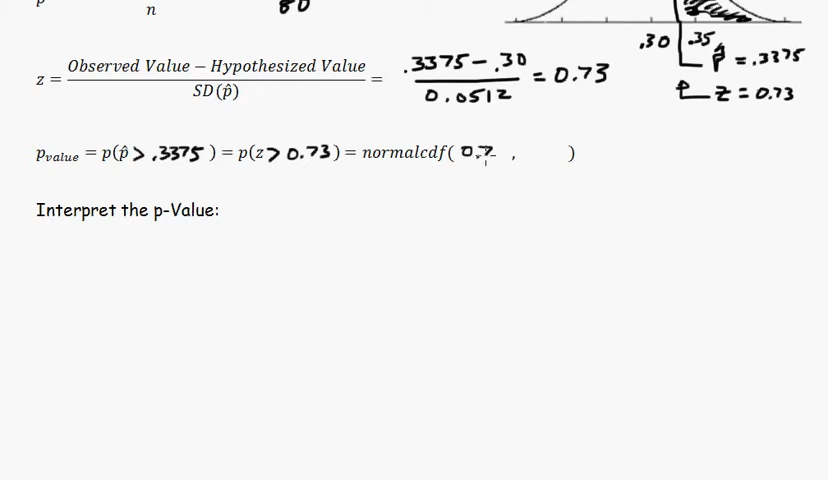 p n 80
.30 .35
p̂ = .3375
z = Observed Value − Hypothesized Value / SD(p̂) = .3375 − .30 / 0.0512 = 0.73
z = 0.73
p_value = p(p̂ > .3375) = p(z > 0.73) = normalcdf( 0.7 , )
Interpret the p-Value: